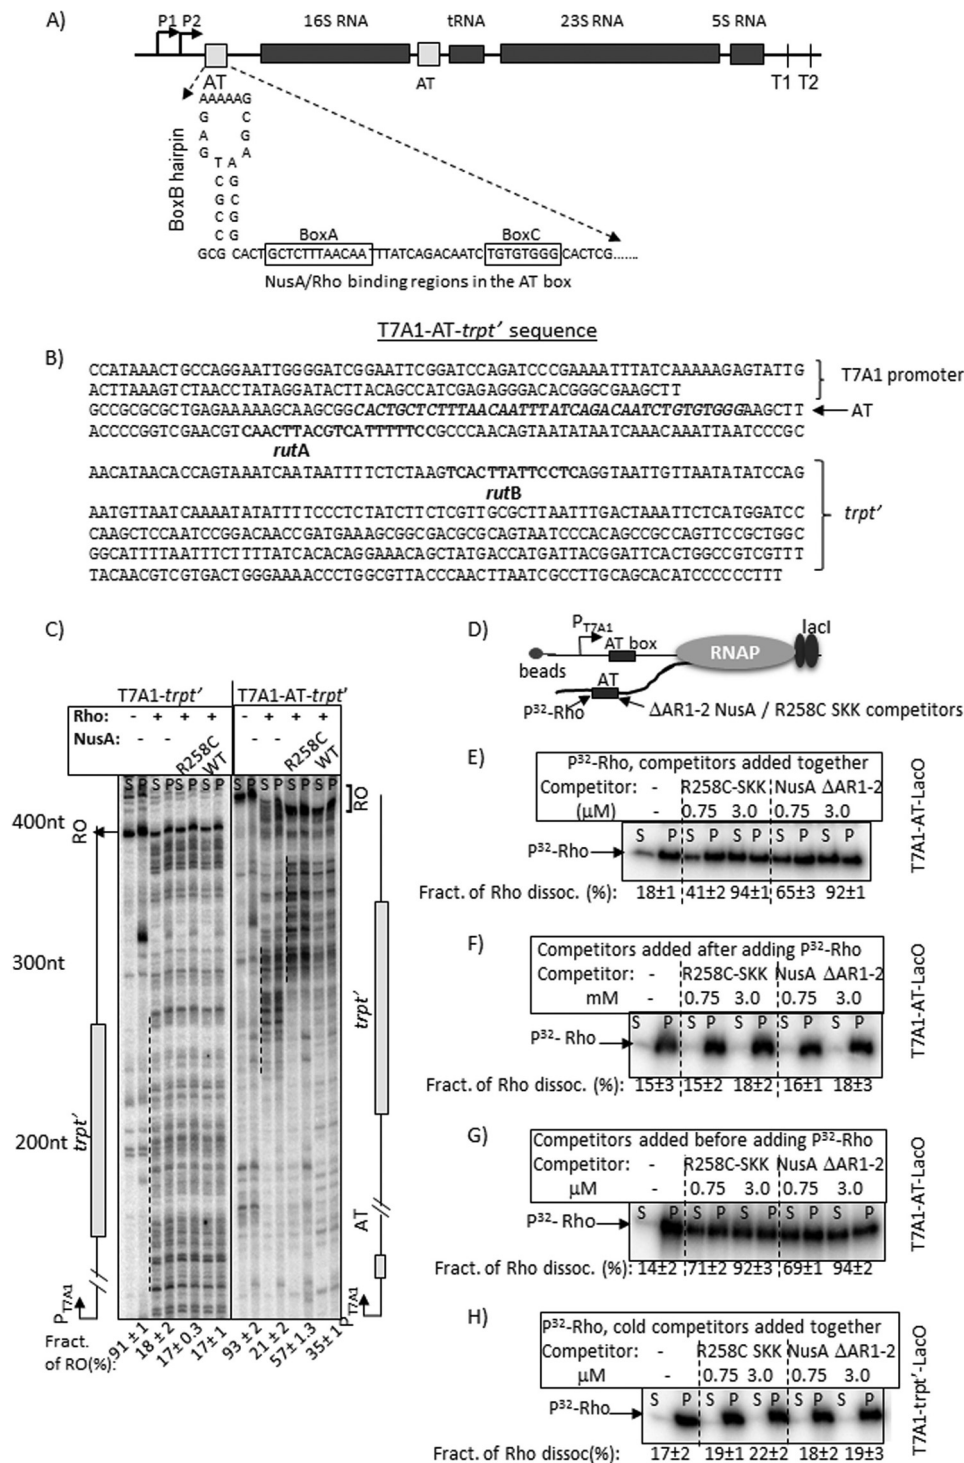 A)
P1 P2 16S RNA tRNA 23S RNA 5S RNA
AT AT T1 T2
AAAAAG
G C
A G
G A
T A
C G
G C
C G
C G
BoxB hairpin
BoxA BoxC
GCG CACTGCTCTTTAACAATTTATCAGACAATCTGTGTGGGCACTCG.......
NusA/Rho binding regions in the AT box
T7A1-AT-trpt' sequence
B)
CCATAAACTGCCAGGAATTGGGGATCGGAATTCGGATCCAGATCCCGAAAATTTATCAAAAAGAGTATTG
ACTTAAAGTCTAACCTATAGGATACTTACAGCCATCGAGAGGGACACGGGCGAAGCTT
T7A1 promoter
GCCGCGCGCTGAGAAAAAGCAAGCGGCACTGCTCTTTAACAATTTATCAGACAATCTGTGTGGGAAGCTT
AT
ACCCCGGTCGAACGTCAACTTACGTCATTTTTCCGCCCAACAGTAATATAATCAAACAAATTAATCCCGC
rutA
AACATAACACCAGTAAATCAATAATTTTCTCTAAGTCACTTATTCCTCAGGTAATTGTTAATATATCCAG
rutB
AATGTTAATCAAAATATATTTTCCCTCTATCTTCTCGTTGCGCTTAATTTGACTAAATTCTCATGGATCC
trpt'
CAAGCTCCAATCCGGACAACCGATGAAAGCGGCGACGCGCAGTAATCCCACAGCCGCCAGTTCCGCTGGC
GGCATTTTAATTTCTTTTATCACACAGGAAACAGCTATGACCATGATTACGGATTCACTGGCCGTCGTTT
TACAACGTCGTGACTGGGAAAACCCTGGCGTTACCCAACTTAATCGCCTTGCAGCACATCCCCCCTTT
C)
T7A1-trpt' T7A1-AT-trpt'
Rho: - + + + - + + +
NusA: - - R258C WT - - R258C WT
S P S P S P S P S P S P S P S P
400nt
RO
RO
300nt
200nt
trpt'
trpt'
AT
PT7A1
PT7A1
Fract. of RO(%):
91 ± 1 18 ± 2 17 ± 0.3 17 ± 1 93 ± 2 21 ± 2 57 ± 1.3 35 ± 1
D)
PT7A1 AT box RNAP lacI
beads
AT
P32-Rho ΔAR1-2 NusA / R258C SKK competitors
E)
P32-Rho, competitors added together
Competitor: - R258C-SKK NusA ΔAR1-2
(μM) - 0.75 3.0 0.75 3.0
S P S P S P S P S P
P32-Rho
Fract. of Rho dissoc. (%): 18±1 41±2 94±1 65±3 92±1
T7A1-AT-LacO
F)
Competitors added after adding P32-Rho
Competitor: - R258C-SKK NusA ΔAR1-2
mM - 0.75 3.0 0.75 3.0
S P S P S P S P S P
P32- Rho
Fract. of Rho dissoc. (%): 15±3 15±2 18±2 16±1 18±3
T7A1-AT-LacO
G)
Competitors added before adding P32-Rho
Competitor: - R258C-SKK NusA ΔAR1-2
μM - 0.75 3.0 0.75 3.0
S P S P S P S P S P
P32- Rho
Fract. of Rho dissoc. (%) 14±2 71±2 92±3 69±1 94±2
T7A1-AT-LacO
H)
P32-Rho, cold competitors added together
Competitor: - R258C SKK NusA ΔAR1-2
μM - 0.75 3.0 0.75 3.0
S P S P S P S P S P
P32-Rho
Fract. of Rho dissoc(%) 17±2 19±1 22±2 18±2 19±3
T7A1-trpt'-LacO